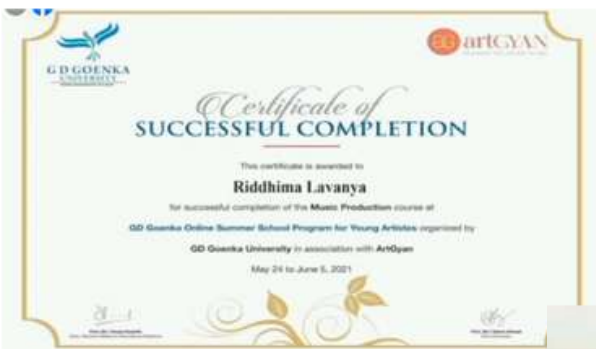 G D GOENKA
UNIVERSITY
artGYAN
Certificate of
SUCCESSFUL COMPLETION
This certificate is awarded to
Riddhima Lavanya
for successful completion of the Music Production course at
GD Goenka Online Summer School Program for Young Artistes organized by
GD Goenka University in association with ArtGyan
May 24 to June 5, 2021